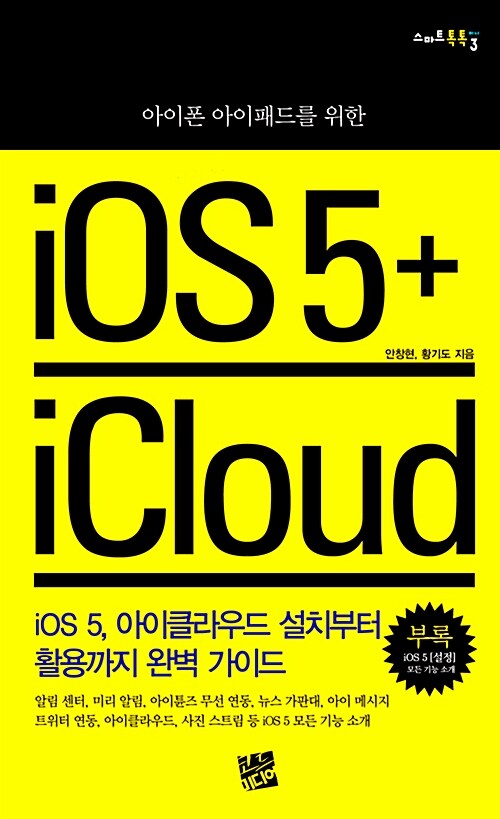 스마트톡톡 3
아이폰 아이패드를 위한
iOS 5+
안창현, 황기도 지음
iCloud
iOS 5, 아이클라우드 설치부터
활용까지 완벽 가이드
부록
iOS 5 [설정]
모든 기능 소개
알림 센터, 미리 알림, 아이튠즈 무선 연동, 뉴스 가판대, 아이 메시지
트위터 연동, 아이클라우드, 사진 스트림 등 iOS 5 모든 기능 소개
코드미디어